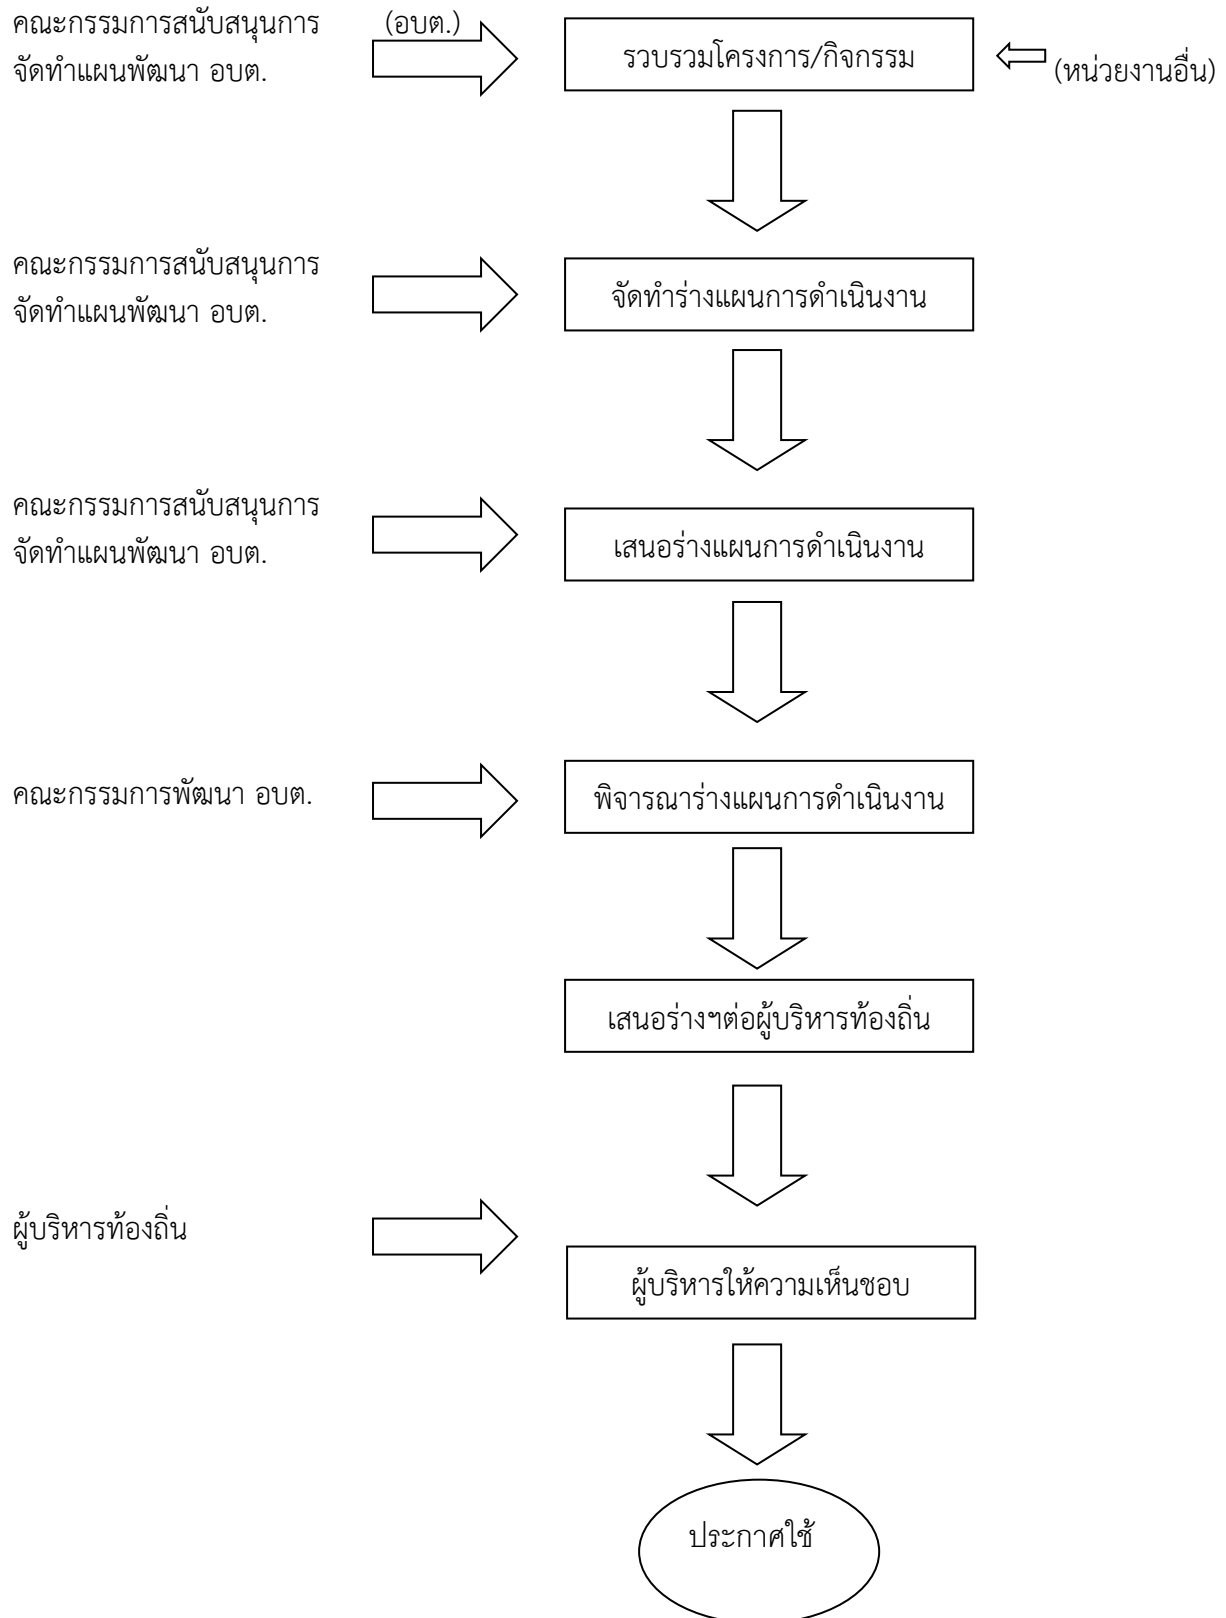 คณะกรรมการสนับสนุนการ
จัดทำแผนพัฒนา อบต.
(อบต.)
รวบรวมโครงการ/กิจกรรม
(หน่วยงานอื่น)
คณะกรรมการสนับสนุนการ
จัดทำแผนพัฒนา อบต.
จัดทำร่างแผนการดำเนินงาน
คณะกรรมการสนับสนุนการ
จัดทำแผนพัฒนา อบต.
เสนอร่างแผนการดำเนินงาน
คณะกรรมการพัฒนา อบต.
พิจารณาร่างแผนการดำเนินงาน
เสนอร่างฯต่อผู้บริหารท้องถิ่น
ผู้บริหารท้องถิ่น
ผู้บริหารให้ความเห็นชอบ
ประกาศใช้